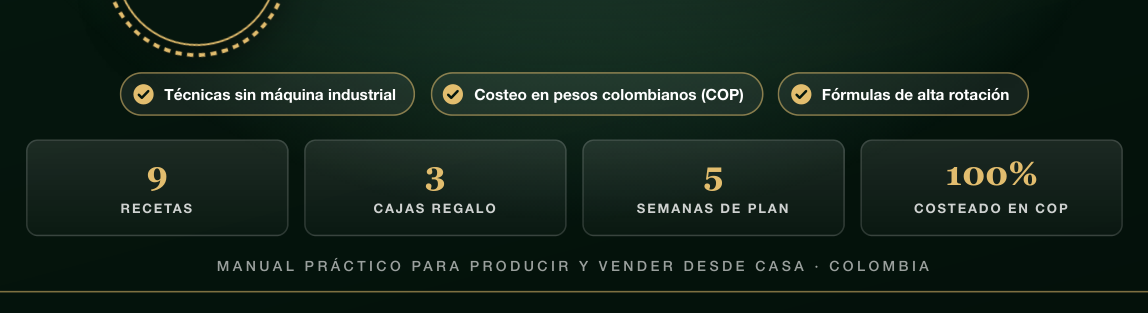 Técnicas sin máquina industrial
Costeo en pesos colombianos (COP)
Fórmulas de alta rotación
9
RECETAS
3
CAJAS REGALO
5
SEMANAS DE PLAN
100%
COSTEADO EN COP
MANUAL PRÁCTICO PARA PRODUCIR Y VENDER DESDE CASA · COLOMBIA